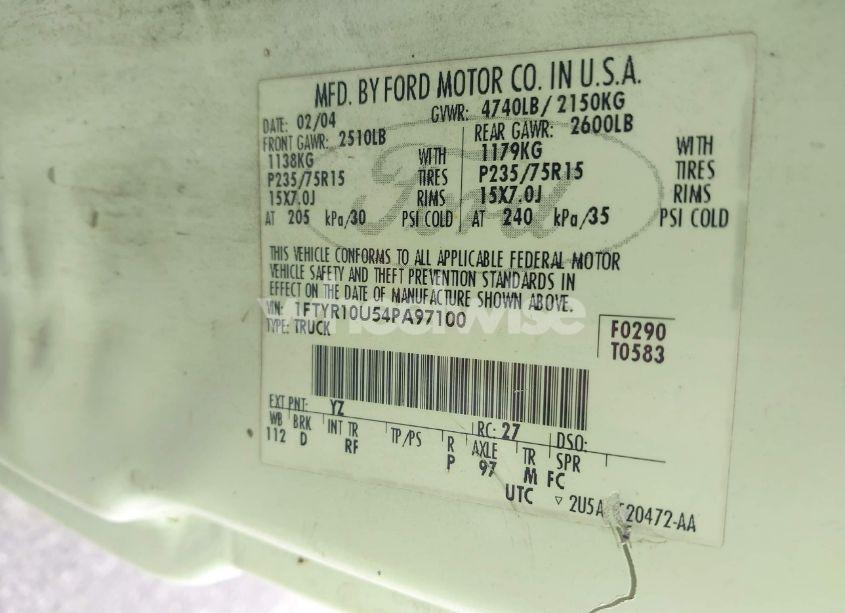 MFD. BY FORD MOTOR CO. IN U.S.A.
DATE: 02/04 GVWR: 4740LB/ 2150KG
FRONT GAWR: 2510LB REAR GAWR: 2600LB
1138KG WITH 1179KG WITH
P235/75R15 TIRES P235/75R15 TIRES
15X7.0J RIMS 15X7.0J RIMS
AT 205 kPa/30 PSI COLD AT 240 kPa/35 PSI COLD
Ford
THIS VEHICLE CONFORMS TO ALL APPLICABLE FEDERAL MOTOR
VEHICLE SAFETY AND THEFT PREVENTION STANDARDS IN
EFFECT ON THE DATE OF MANUFACTURE SHOWN ABOVE.
VIN: 1FTYR10U54PA97100
TYPE: TRUCK
F0290
T0583
EXT PNT: YZ RC: 27 DSO:
WB BRK INT TR TP/PS R AXLE TR SPR
112 D RF P 97 M FC
UTC ▿ 2U5A 20472-AA